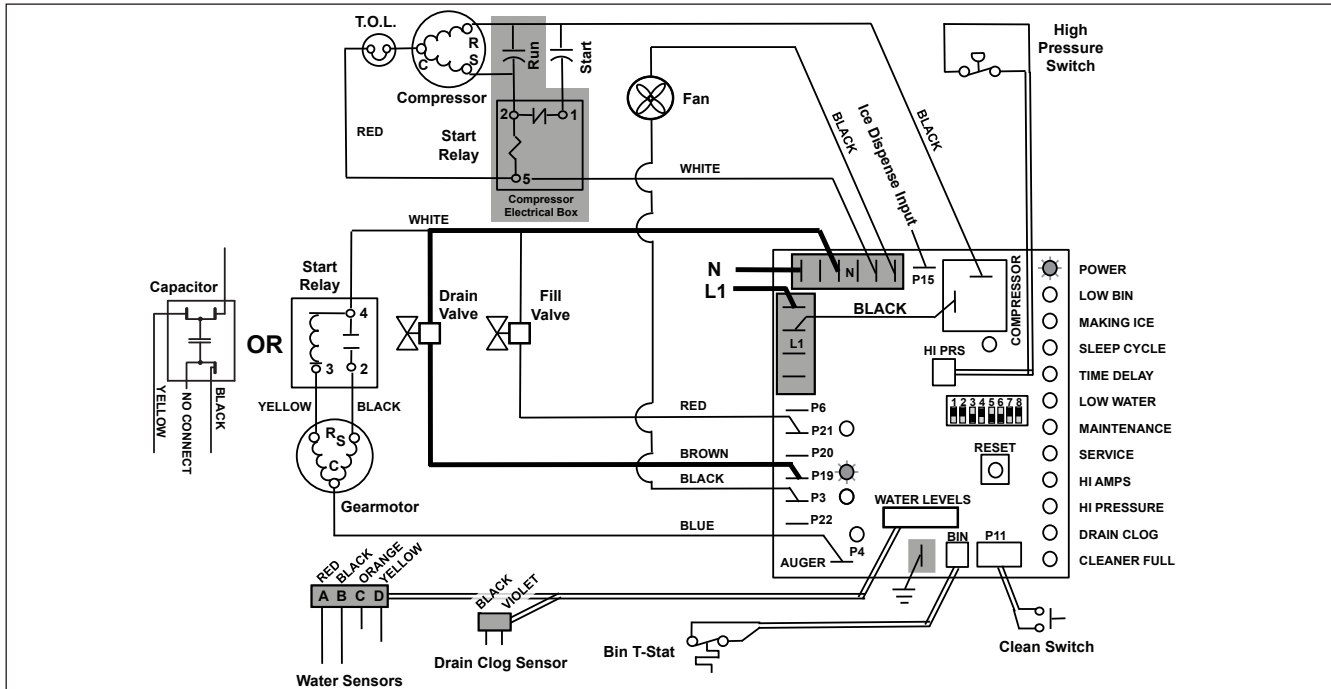 T.O.L.
C
R
S
Compressor
Run
Start
2
1
5
Start
Relay
Compressor
Electrical Box
RED
WHITE
Fan
BLACK
Ice Dispense Input
BLACK
High
Pressure
Switch
WHITE
Capacitor
YELLOW
NO CONNECT
BLACK
OR
Start
Relay
4
3
2
YELLOW
BLACK
R
S
C
Gearmotor
Drain
Valve
Fill
Valve
N
L1
N
P15
L1
BLACK
COMPRESSOR
HI PRS
1 2 3 4 5 6 7 8
RESET
RED
BROWN
BLACK
BLUE
P6
P21
P20
P19
P3
P22
P4
AUGER
WATER LEVELS
BIN
P11
POWER
LOW BIN
MAKING ICE
SLEEP CYCLE
TIME DELAY
LOW WATER
MAINTENANCE
SERVICE
HI AMPS
HI PRESSURE
DRAIN CLOG
CLEANER FULL
RED
BLACK
ORANGE
YELLOW
A B C D
Water Sensors
BLACK
VIOLET
Drain Clog Sensor
Bin T-Stat
Clean Switch